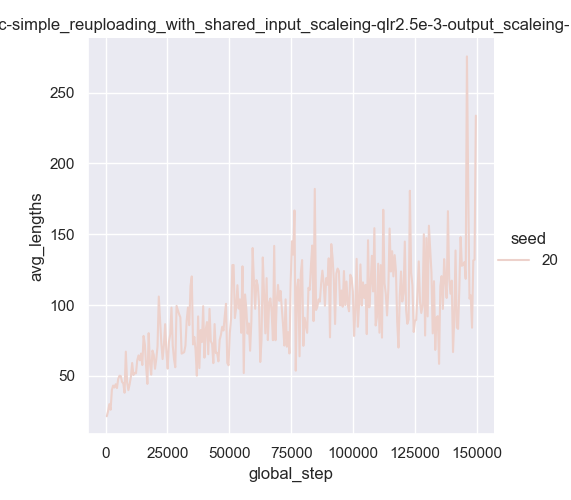 c-simple_reuploading_with_shared_input_scaleing-qlr2.5e-3-output_scaleing-
250
200
150
100
50
avg_lengths
0 25000 50000 75000 100000 125000 150000
global_step
seed
20